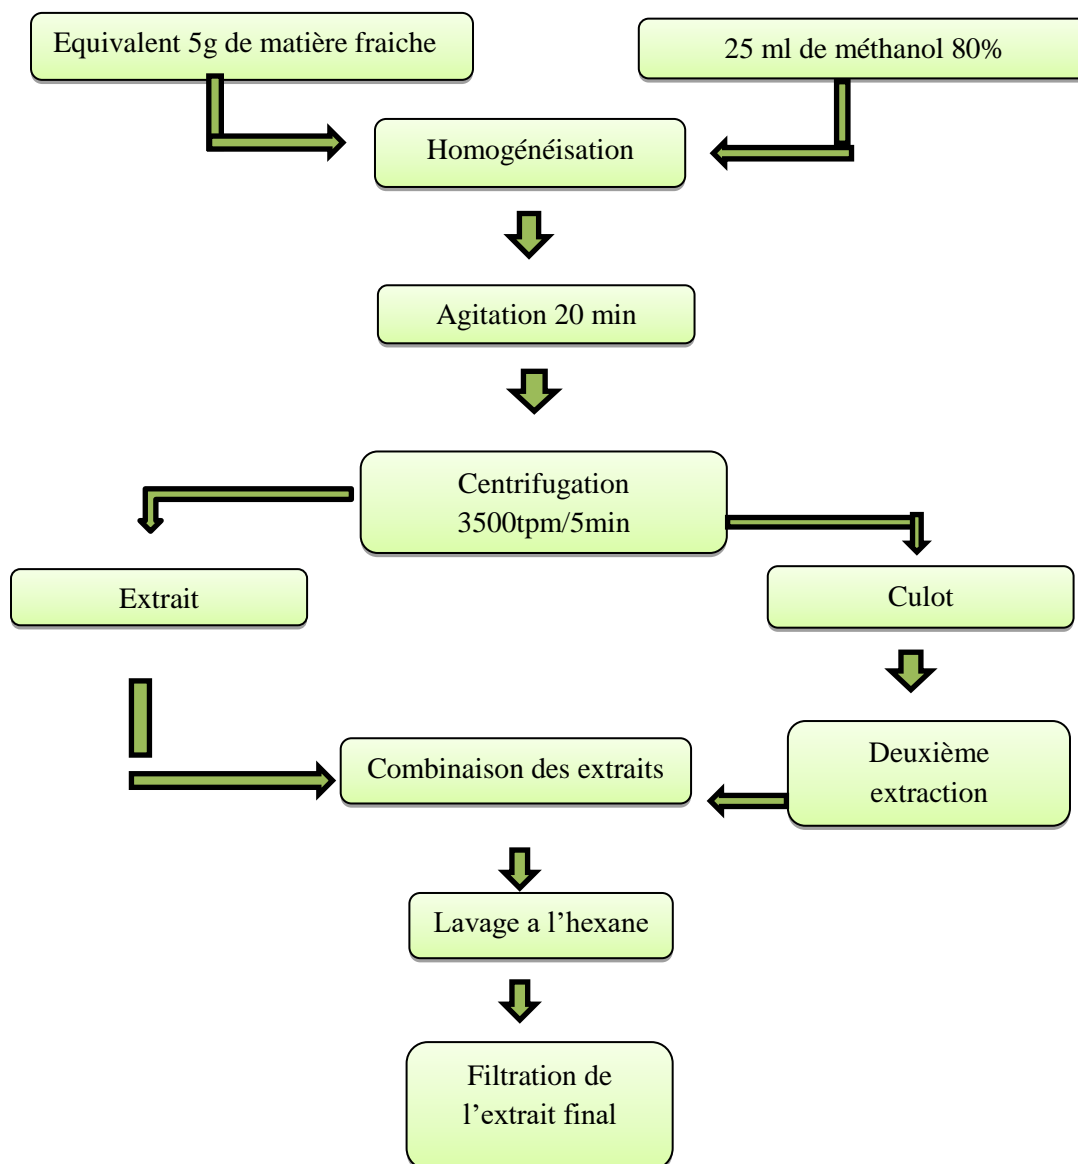 Equivalent 5g de matière fraiche
25 ml de méthanol 80%
Homogénéisation
Agitation 20 min
Centrifugation
3500tpm/5min
Extrait
Culot
Combinaison des extraits
Deuxième
extraction
Lavage a l’hexane
Filtration de
l’extrait final